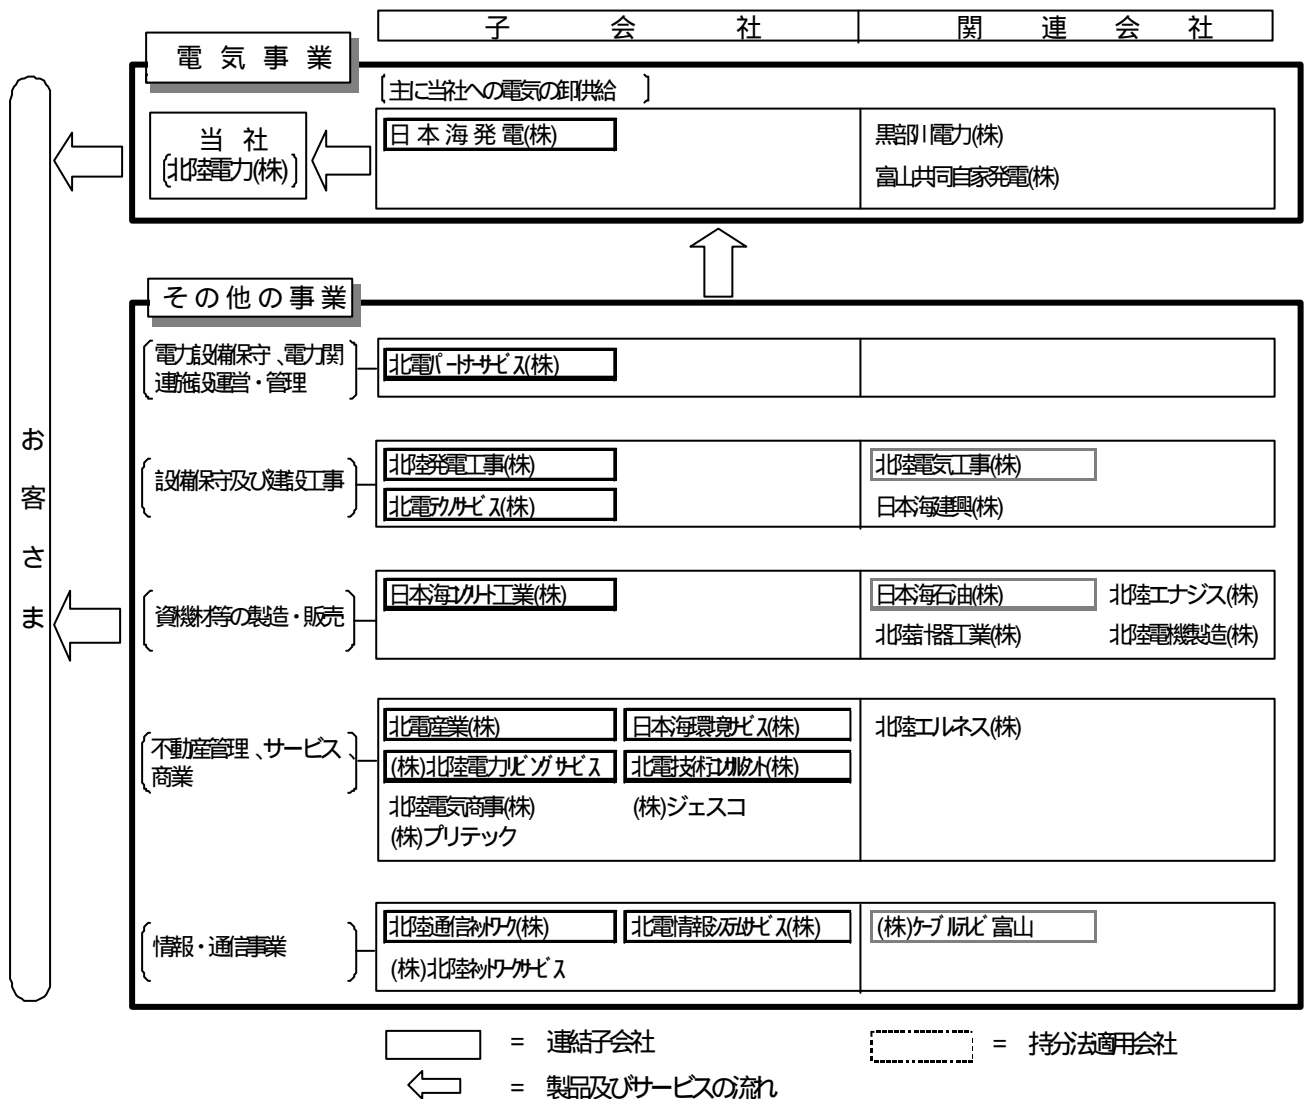 子会社 関連会社
電気事業
〔主に当社への電気の卸供給〕
当社
〔北陸電力(株)〕
日本海発電(株)
黒部川電力(株)
富山共同自家発電(株)
その他の事業
電力設備保守、電力関
連施設運営・管理
北電パートナーサービス(株)
設備保守及び建設工事
北陸発電工事(株)
北電テクノサービス(株)
北陸電気工事(株)
日本海建興(株)
資機材等の製造・販売
日本海コンクリート工業(株)
日本海石油(株) 北陸エナジス(株)
北陸計器工業(株) 北陸電機製造(株)
不動産管理、サービス、
商業
北電産業(株) 日本海環境サービス(株)
(株)北陸電力リビングサービス 北電技術コンサルタント(株)
北陸電気商事(株) (株)ジェスコ
(株)プリテック
北陸エルネス(株)
情報・通信事業
北陸通信ネットワーク(株) 北電情報システムサービス(株)
(株)北陸ネットワークサービス
(株)ケーブルテレビ富山
お客さま
= 連結子会社
= 持分法適用会社
= 製品及びサービスの流れ